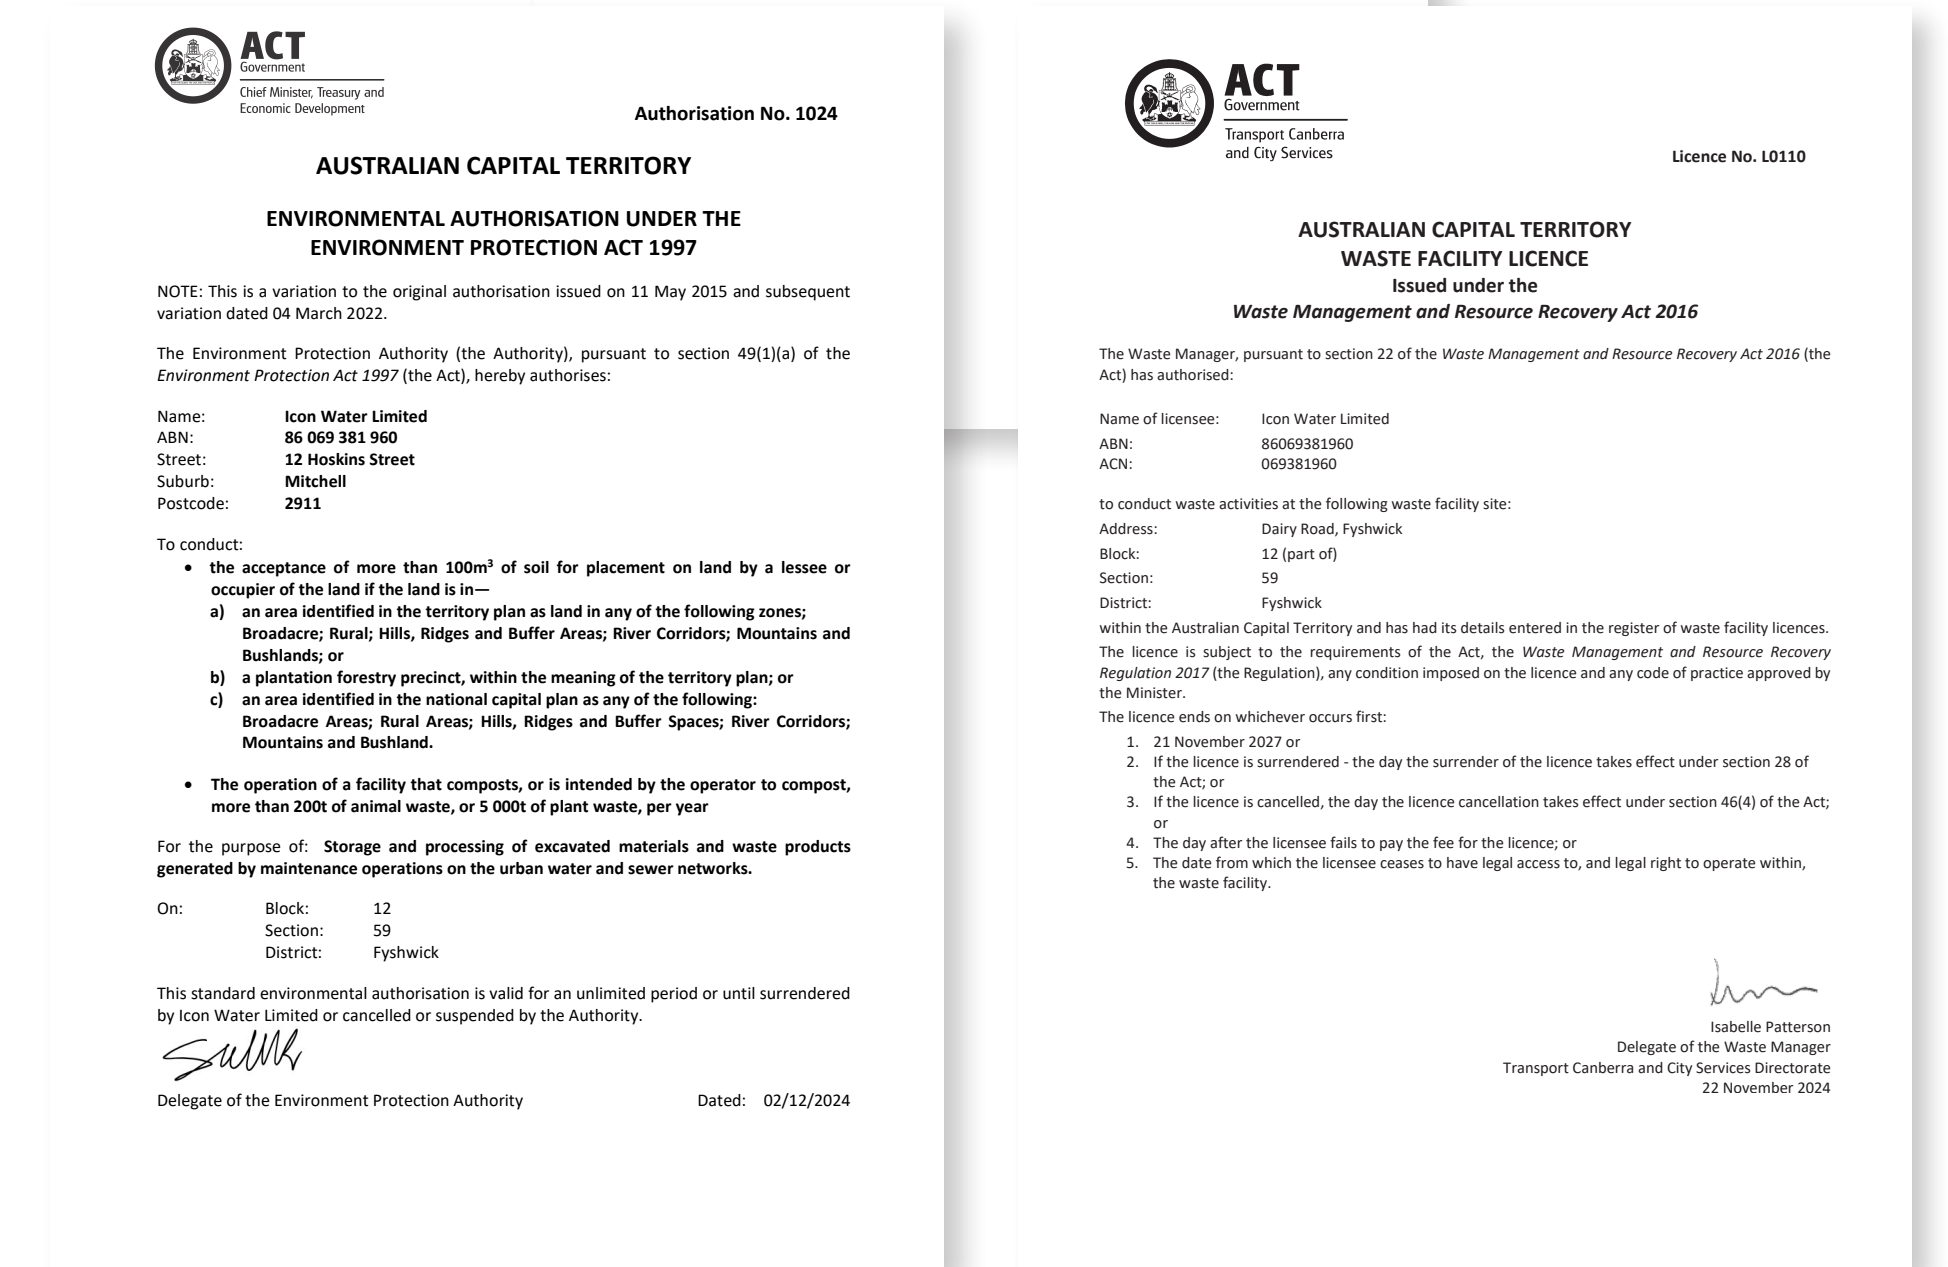 ACT
Government
Chief Minister, Treasury and
Economic Development
Authorisation No. 1024
AUSTRALIAN CAPITAL TERRITORY
ENVIRONMENTAL AUTHORISATION UNDER THE
ENVIRONMENT PROTECTION ACT 1997
NOTE: This is a variation to the original authorisation issued on 11 May 2015 and subsequent
variation dated 04 March 2022.
The Environment Protection Authority (the Authority), pursuant to section 49(1)(a) of the
Environment Protection Act 1997 (the Act), hereby authorises:
Name: Icon Water Limited
ABN: 86 069 381 960
Street: 12 Hoskins Street
Suburb: Mitchell
Postcode: 2911
To conduct:
• the acceptance of more than 100m³ of soil for placement on land by a lessee or
occupier of the land if the land is in—
a) an area identified in the territory plan as land in any of the following zones;
Broadacre; Rural; Hills, Ridges and Buffer Areas; River Corridors; Mountains and
Bushlands; or
b) a plantation forestry precinct, within the meaning of the territory plan; or
c) an area identified in the national capital plan as any of the following:
Broadacre Areas; Rural Areas; Hills, Ridges and Buffer Spaces; River Corridors;
Mountains and Bushland.
• The operation of a facility that composts, or is intended by the operator to compost,
more than 200t of animal waste, or 5 000t of plant waste, per year
For the purpose of: Storage and processing of excavated materials and waste products
generated by maintenance operations on the urban water and sewer networks.
On: Block: 12
Section: 59
District: Fyshwick
This standard environmental authorisation is valid for an unlimited period or until surrendered
by Icon Water Limited or cancelled or suspended by the Authority.
Delegate of the Environment Protection Authority Dated: 02/12/2024
ACT
Government
Transport Canberra
and City Services
Licence No. L0110
AUSTRALIAN CAPITAL TERRITORY
WASTE FACILITY LICENCE
Issued under the
Waste Management and Resource Recovery Act 2016
The Waste Manager, pursuant to section 22 of the Waste Management and Resource Recovery Act 2016 (the
Act) has authorised:
Name of licensee: Icon Water Limited
ABN: 86069381960
ACN: 069381960
to conduct waste activities at the following waste facility site:
Address: Dairy Road, Fyshwick
Block: 12 (part of)
Section: 59
District: Fyshwick
within the Australian Capital Territory and has had its details entered in the register of waste facility licences.
The licence is subject to the requirements of the Act, the Waste Management and Resource Recovery
Regulation 2017 (the Regulation), any condition imposed on the licence and any code of practice approved by
the Minister.
The licence ends on whichever occurs first:
1. 21 November 2027 or
2. If the licence is surrendered - the day the surrender of the licence takes effect under section 28 of
the Act; or
3. If the licence is cancelled, the day the licence cancellation takes effect under section 46(4) of the Act;
or
4. The day after the licensee fails to pay the fee for the licence; or
5. The date from which the licensee ceases to have legal access to, and legal right to operate within,
the waste facility.
Isabelle Patterson
Delegate of the Waste Manager
Transport Canberra and City Services Directorate
22 November 2024